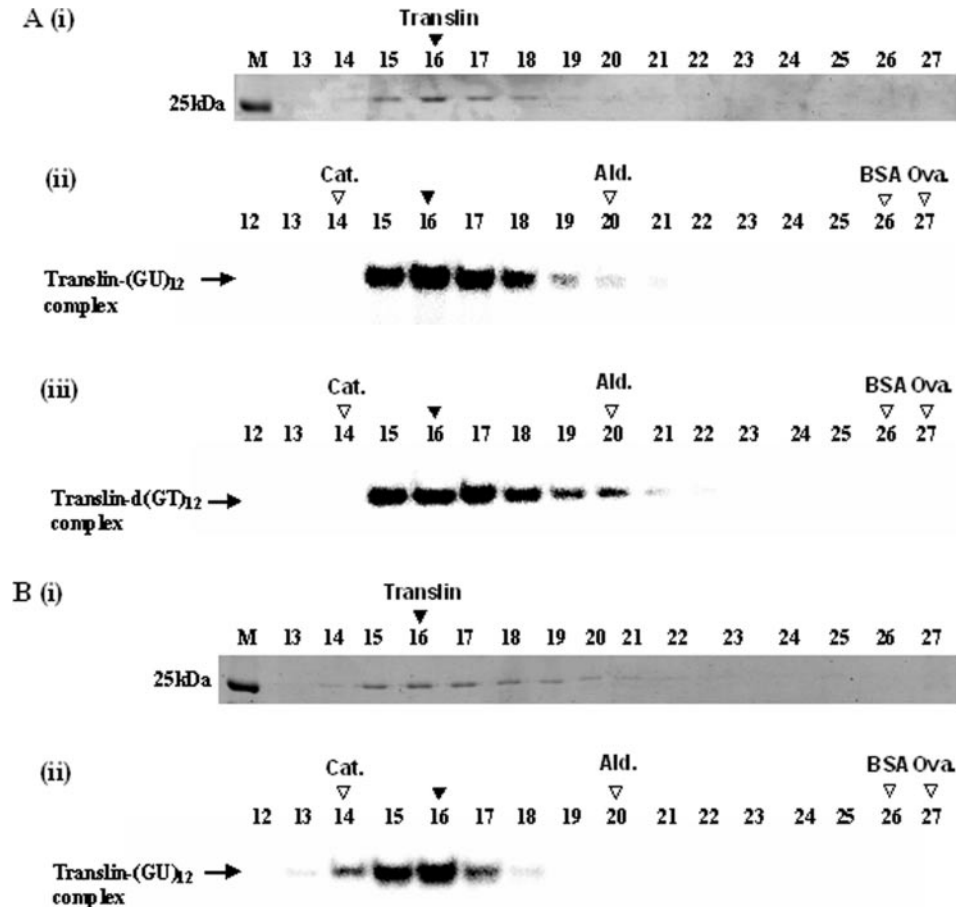 A (i)
Translin
M 13 14 15 16 17 18 19 20 21 22 23 24 25 26 27
25kDa
(ii)
Cat. Ald. BSA Ova.
12 13 14 15 16 17 18 19 20 21 22 23 24 25 26 27
Translin-(GU)12
complex
(iii)
Cat. Ald. BSA Ova.
12 13 14 15 16 17 18 19 20 21 22 23 24 25 26 27
Translin-d(GT)12
complex
B (i)
Translin
M 13 14 15 16 17 18 19 20 21 22 23 24 25 26 27
25kDa
(ii)
Cat. Ald. BSA Ova.
12 13 14 15 16 17 18 19 20 21 22 23 24 25 26 27
Translin-(GU)12
complex